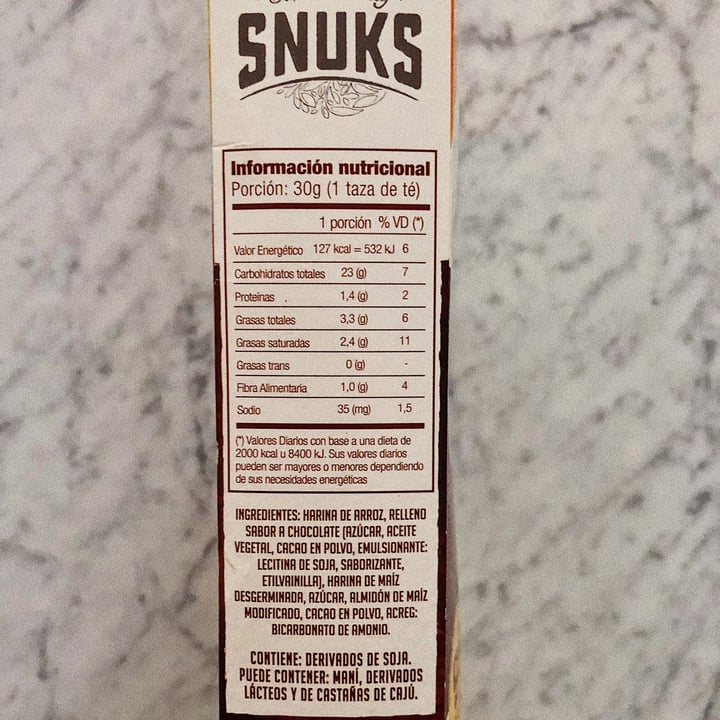 SNUKS
Información nutricional
Porción: 30g (1 taza de té)
1 porción % VD (*)
Valor Energético 127 kcal = 532 kJ 6
Carbohidratos totales 23 (g) 7
Proteínas 1,4 (g) 2
Grasas totales 3,3 (g) 6
Grasas saturadas 2,4 (g) 11
Grasas trans 0 (g) -
Fibra Alimentaria 1,0 (g) 4
Sodio 35 (mg) 1,5
(*) Valores Diarios con base a una dieta de
2000 kcal u 8400 kJ. Sus valores diarios
pueden ser mayores o menores dependiendo
de sus necesidades energéticas
INGREDIENTES: HARINA DE ARROZ, RELLENO
SABOR A CHOCOLATE (AZÚCAR, ACEITE
VEGETAL, CACAO EN POLVO, EMULSIONANTE:
LECITINA DE SOJA, SABORIZANTE,
ETILVAINILLA), HARINA DE MAÍZ
DESGERMINADA, AZÚCAR, ALMIDÓN DE MAÍZ
MODIFICADO, CACAO EN POLVO, ACREG:
BICARBONATO DE AMONIO.
CONTIENE: DERIVADOS DE SOJA.
PUEDE CONTENER: MANÍ, DERIVADOS
LÁCTEOS Y DE CASTAÑAS DE CAJÚ.